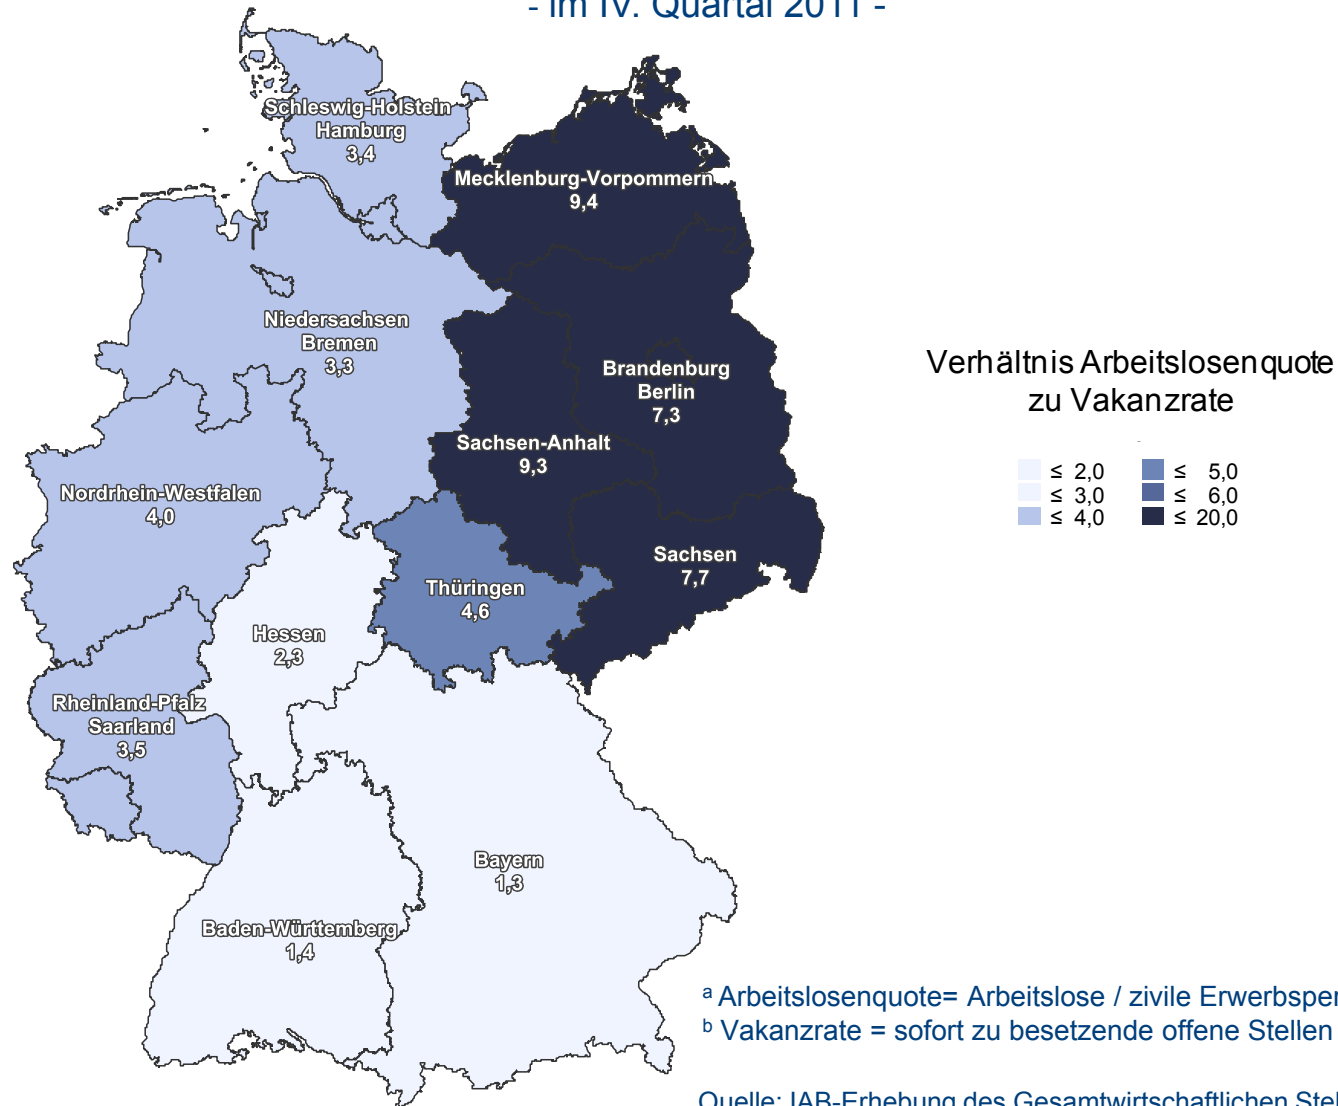 - im IV. Quartal 2011 -
Schleswig-Holstein
Hamburg
3,4
Mecklenburg-Vorpommern
9,4
Niedersachsen
Bremen
3,3
Brandenburg
Berlin
7,3
Sachsen-Anhalt
9,3
Nordrhein-Westfalen
4,0
Sachsen
7,7
Thüringen
4,6
Hessen
2,3
Rheinland-Pfalz
Saarland
3,5
Bayern
1,3
Baden-Württemberg
1,4
Verhältnis Arbeitslosenquote
zu Vakanzrate
≤ 2,0
≤ 3,0
≤ 4,0
≤ 5,0
≤ 6,0
≤ 20,0
a Arbeitslosenquote= Arbeitslose / zivile Erwerbsper
b Vakanzrate = sofort zu besetzende offene Stellen
Quelle: IAB-Erhebung des Gesamtwirtschaftlichen Stel